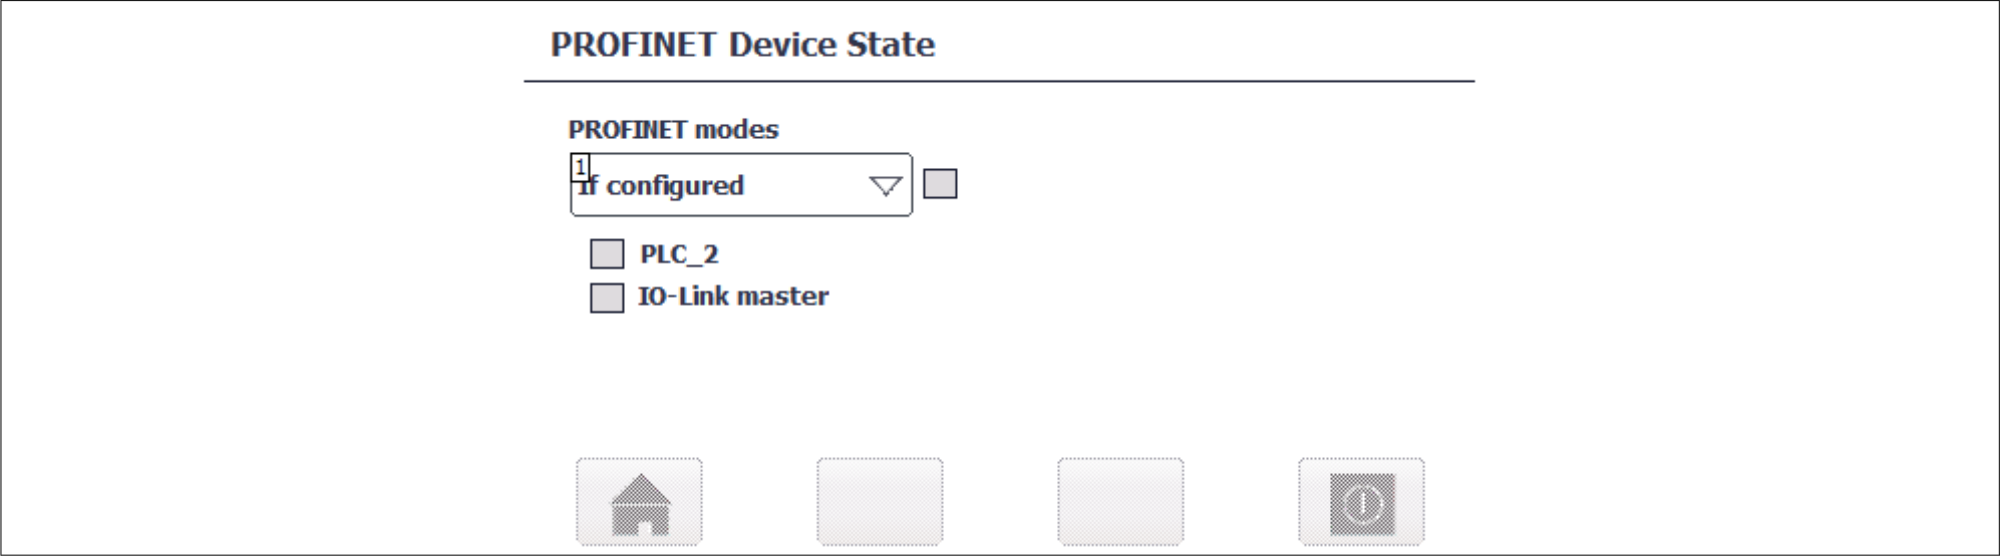 PROFINET Device State
PROFINET modes
1
If configured
PLC_2
IO-Link master